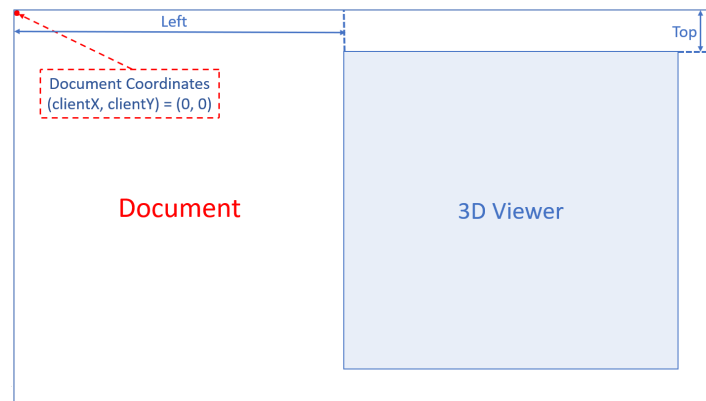 Left
Top
Document Coordinates
(clientX, clientY) = (0, 0)
Document
3D Viewer